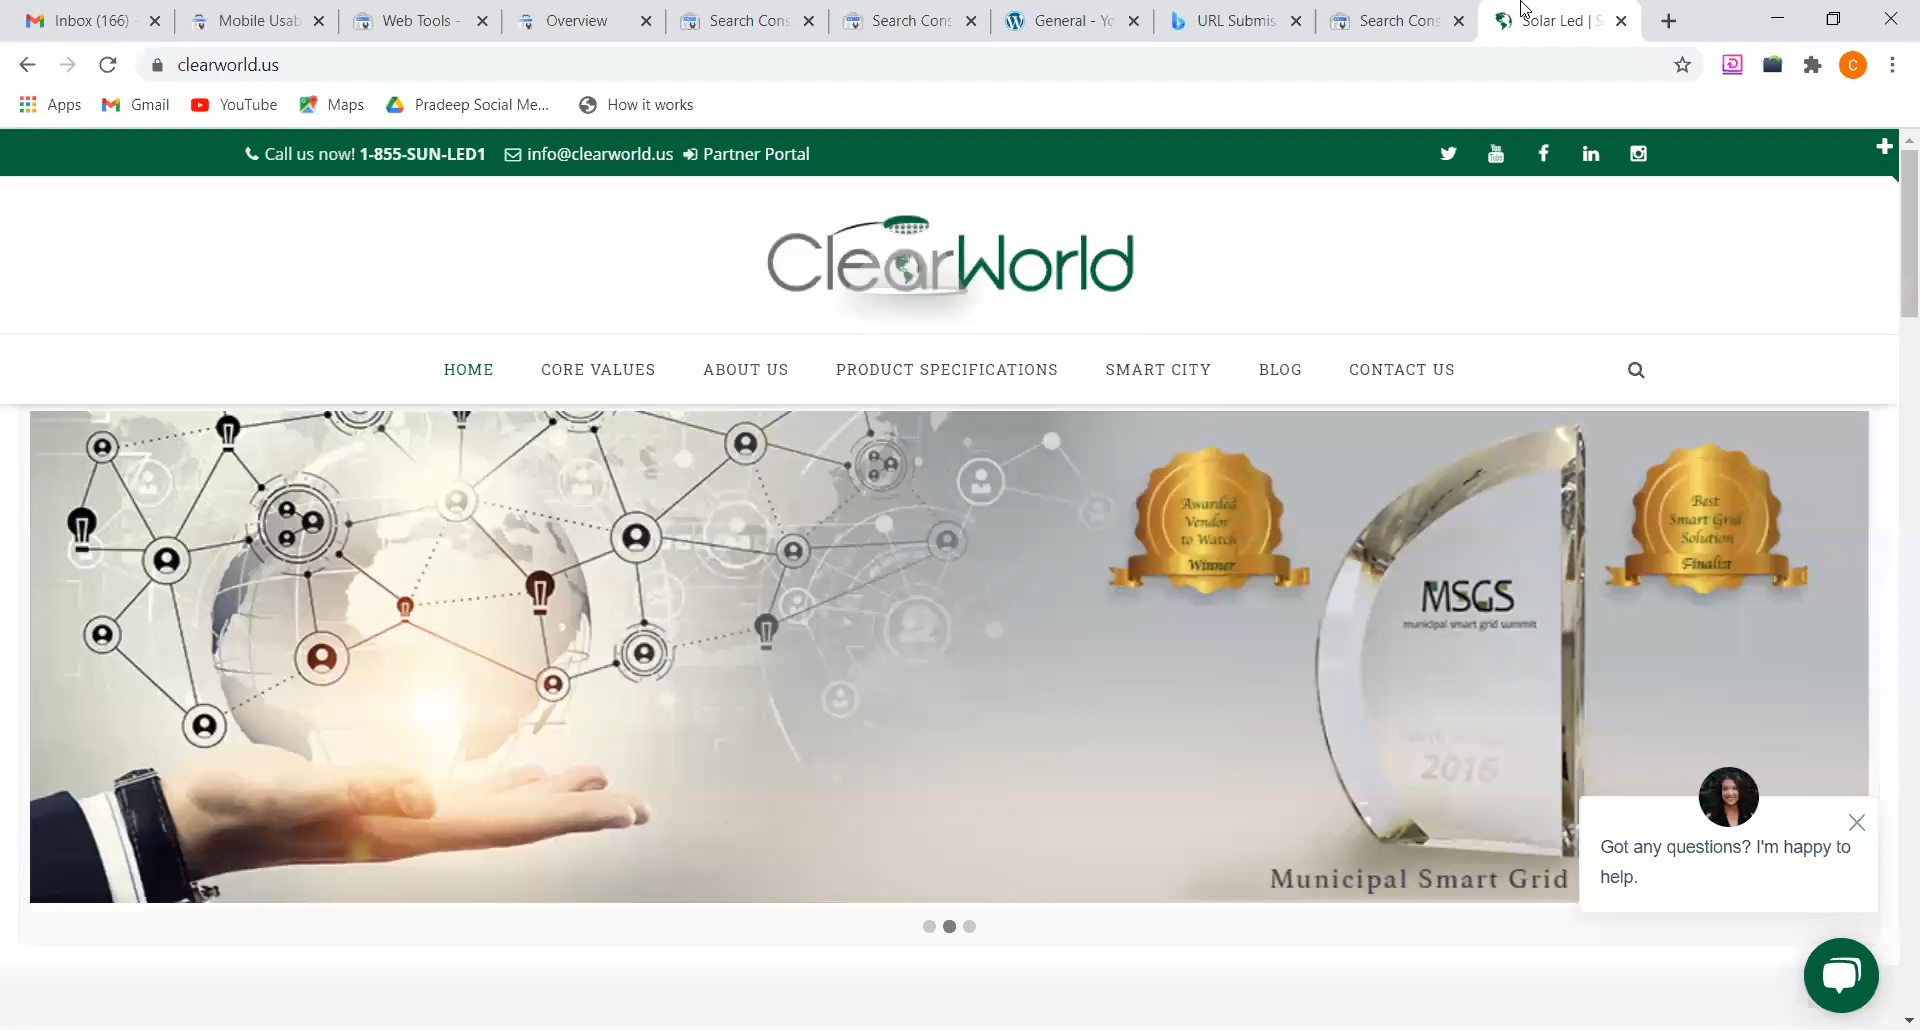 Inbox (166)
Mobile Usab
Web Tools -
Overview
Search Cons
Search Cons
General - Yo
URL Submis
Search Cons
Solar Led | S
clearworld.us
C
Apps
Gmail
YouTube
Maps
Pradeep Social Me...
How it works
Call us now! 1-855-SUN-LED1
info@clearworld.us
Partner Portal
ClearWorld
HOME
CORE VALUES
ABOUT US
PRODUCT SPECIFICATIONS
SMART CITY
BLOG
CONTACT US
Awarded
Vendor
to Watch
Winner
Best
Smart Grid
Solution
Finalist
MSGS
municipal smart grid summit
2016
Municipal Smart Grid
Got any questions? I'm happy to
help.